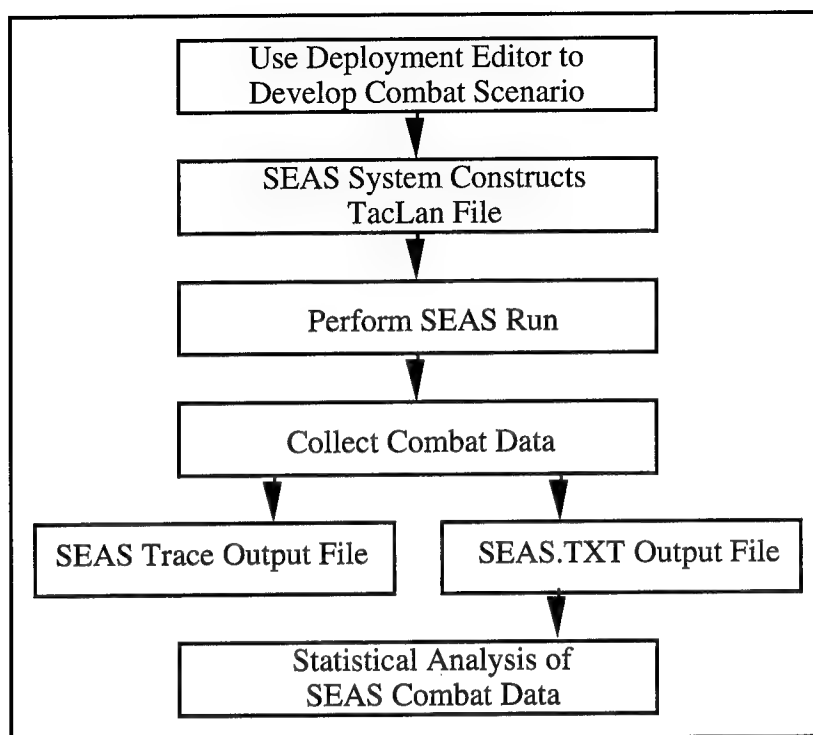 Use Deployment Editor to
Develop Combat Scenario
SEAS System Constructs
TacLan File
Perform SEAS Run
Collect Combat Data
SEAS Trace Output File
SEAS.TXT Output File
Statistical Analysis of
SEAS Combat Data